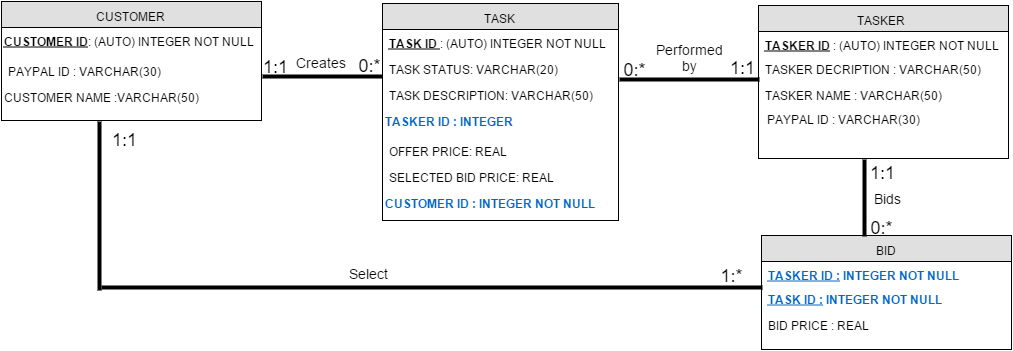 CUSTOMER
CUSTOMER ID: (AUTO) INTEGER NOT NULL
PAYPAL ID : VARCHAR(30)
CUSTOMER NAME :VARCHAR(50)
1:1
Creates
0:*
TASK
TASK ID : (AUTO) INTEGER NOT NULL
TASK STATUS: VARCHAR(20)
TASK DESCRIPTION: VARCHAR(50)
TASKER ID : INTEGER
OFFER PRICE: REAL
SELECTED BID PRICE: REAL
CUSTOMER ID : INTEGER NOT NULL
Performed
by
0:*
1:1
TASKER
TASKER ID : (AUTO) INTEGER NOT NULL
TASKER DECRIPTION : VARCHAR(50)
TASKER NAME : VARCHAR(50)
PAYPAL ID : VARCHAR(30)
1:1
Bids
0:*
1:1
Select
1:*
BID
TASKER ID : INTEGER NOT NULL
TASK ID : INTEGER NOT NULL
BID PRICE : REAL